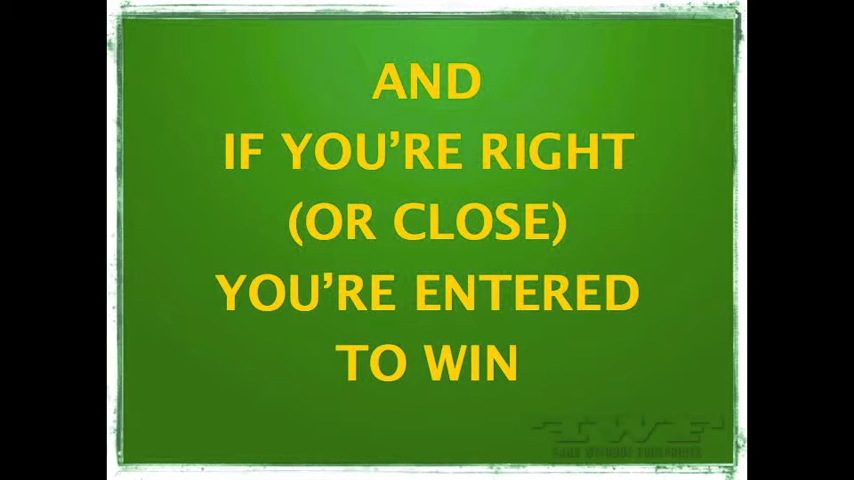 AND
IF YOU'RE RIGHT
(OR CLOSE)
YOU'RE ENTERED
TO WIN